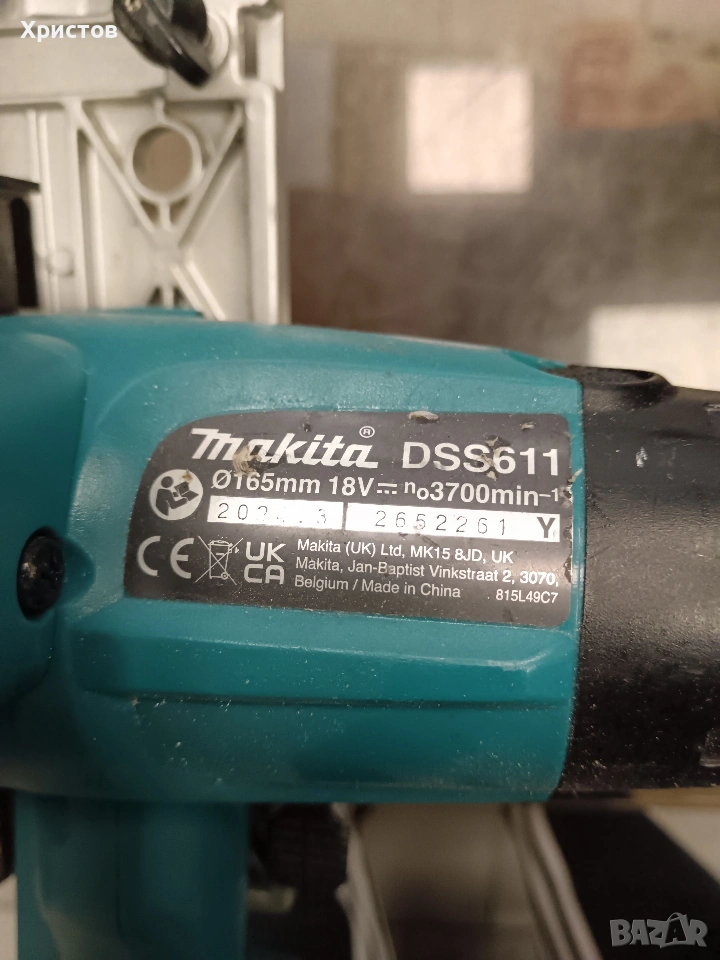 Христов
makita® DSS611
Ø165mm 18V⎓ n₀3700min⁻¹
2652261 Y
CE UK CA
Makita (UK) Ltd, MK15 8JD, UK
Makita, Jan-Baptist Vinkstraat 2, 3070,
Belgium / Made in China 815L49C7
BAZAR